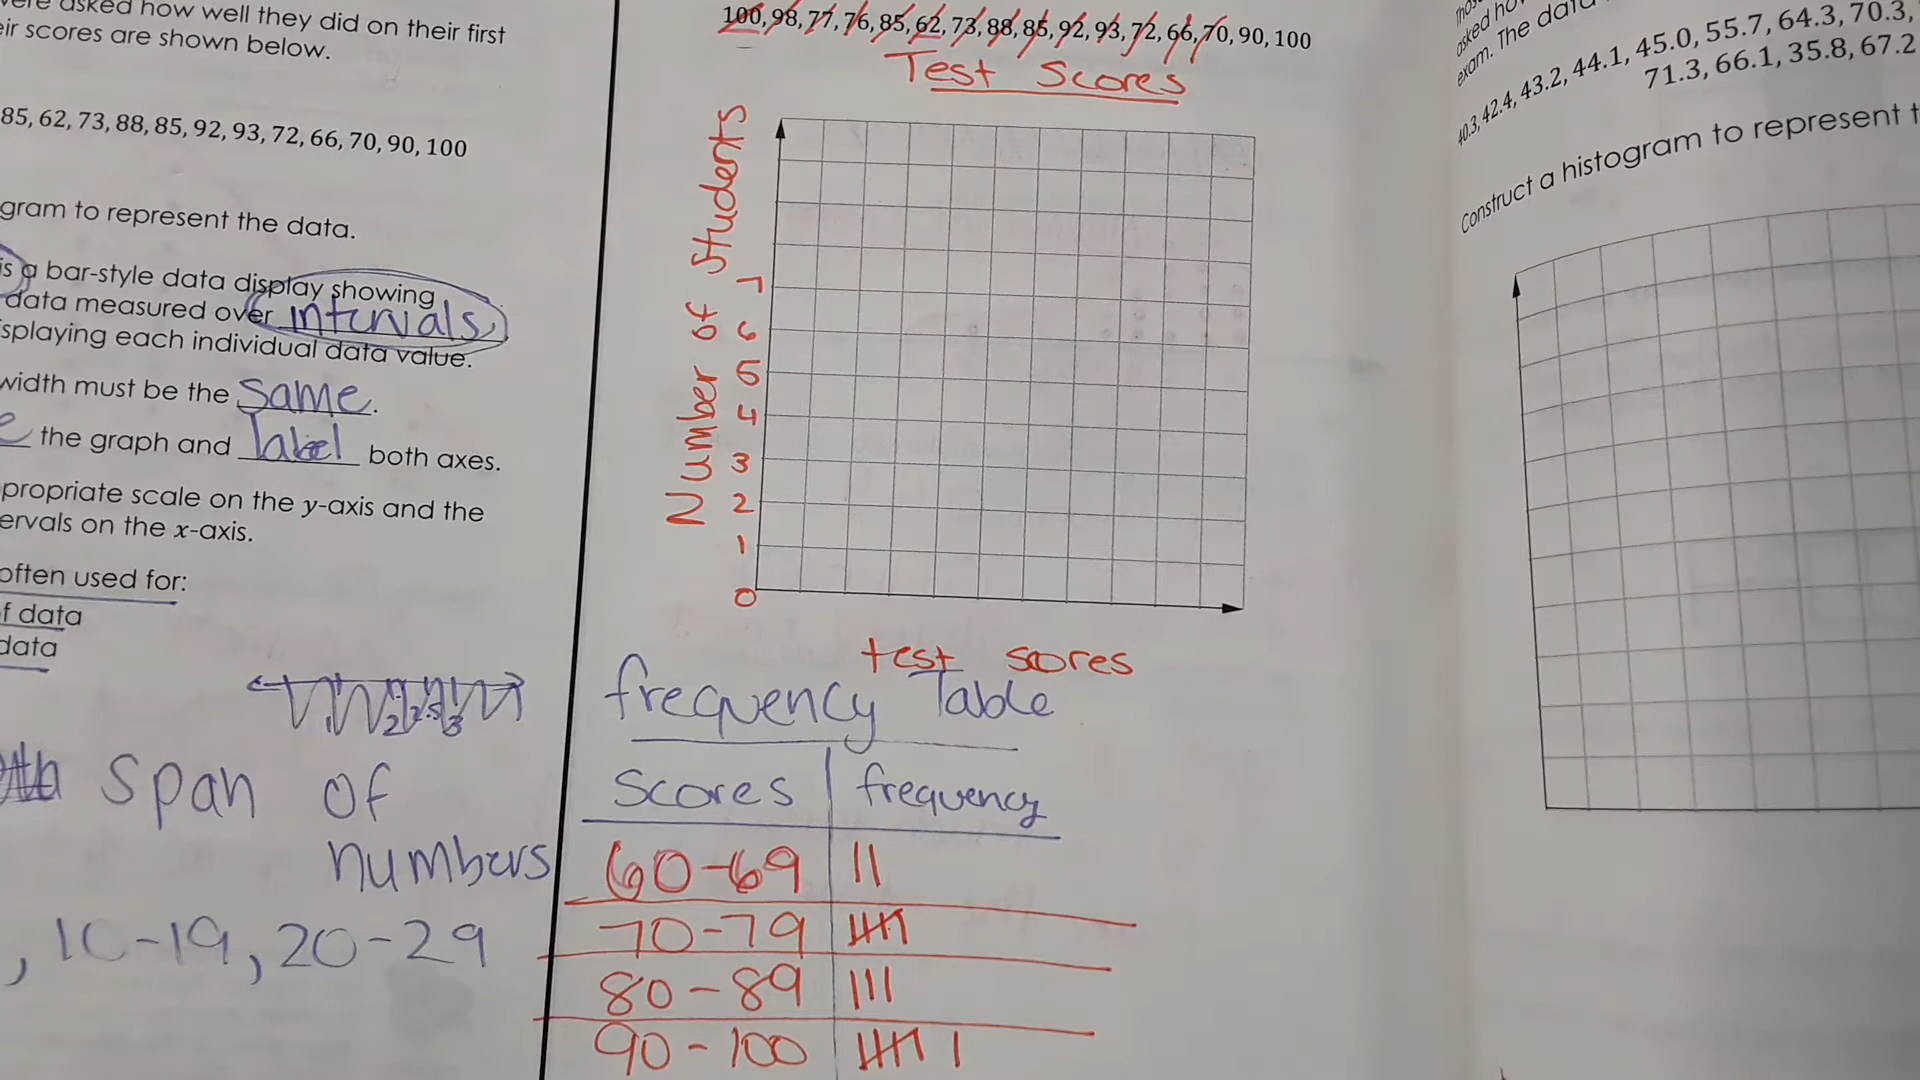 asked how well they did on their first
eir scores are shown below.
85, 62, 73, 88, 85, 92, 93, 72, 66, 70, 90, 100
gram to represent the data.
is a bar-style data display showing
data measured over intervals
splaying each individual data value.
width must be the same.
the graph and label both axes.
propriate scale on the y-axis and the
ervals on the x-axis.
often used for:
f data
data
1 2 2.5 3
span of
numbers
, 10-19, 20-29
100, 98, 77, 76, 85, 62, 73, 88, 85, 92, 93, 72, 66, 70, 90, 100
Test Scores
Number of Students
7
6
5
4
3
2
1
0
test scores
frequency Table
Scores frequency
60-69 II
70-79
80-89 III
90-100
asked
exam. The data
40.3, 42.4, 43.2, 44.1, 45.0, 55.7, 64.3, 70.3,
71.3, 66.1, 35.8, 67.2
Construct a histogram to represent t